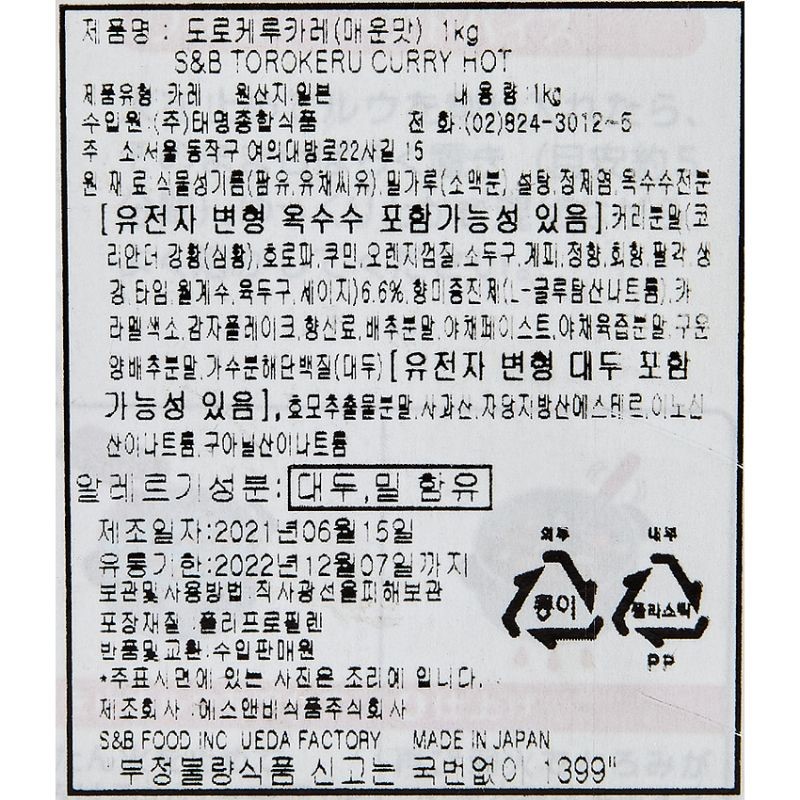 제품명 : 도로케루카레(매운맛) 1kg
S&B TOROKERU CURRY HOT
제품유형: 카레 원산지:일본 내 용 량 :1kg
수입원 :(주)태명종합식품 전 화 :(02)824-3012~5
주 소:서울 동작구 여의대방로22사길 15
원 재 료:식물성기름(팜유,유채씨유),밀가루(소맥분),설탕,정제염,옥수수전분
[유전자 변형 옥수수 포함가능성 있음],커리분말(코
리안더,강황(심황),호로파,쿠민,오렌지껍질,소두구,계피,정향,회향,팔각,생
강,타임,월계수,육두구,세이지)6.6%,향미증진제(L-글루탐산나트륨),카
라멜색소,감자플레이크,향신료,배추분말,야채페이스트,야채육즙분말,구운
양배추분말,가수분해단백질(대두)[유전자 변형 대두 포함
가능성 있음],효모추출물분말,사과산,자당지방산에스테르,이노신
산이나트륨,구아닐산이나트륨
알레르기성분: 대두,밀 함유
제조일자:2021년06월15일
유통기한:2022년12월07일까지
보관및사용방법:직사광선을피해보관
포장재질 :폴리프로필렌
반품및교환:수입판매원
*주표시면에 있는 사진은 조리예 입니다.
제조회사 :에스앤비식품주식회사
S&B FOOD INC UEDA FACTORY MADE IN JAPAN
부정불량식품 신고는 국번없이 1399"
외부
종이
내부
플라스틱
PP